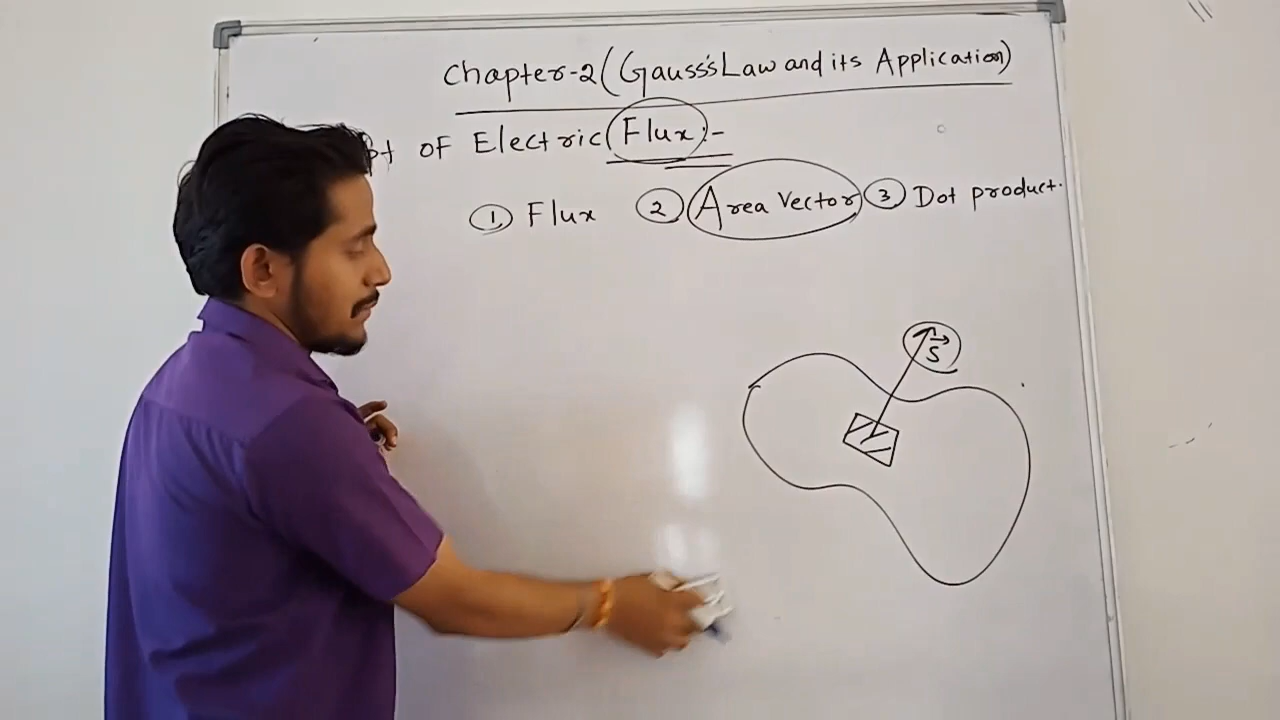 Chapter-2 (Gauss's Law and its Application)
of Electric Flux :-
① Flux ② Area Vector ③ Dot product.
S